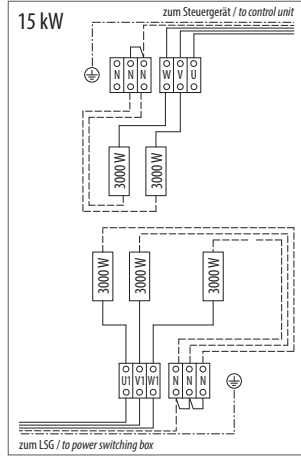 15 kW
zum Steuergerät / to control unit
N N N W V U
3000 W 3000 W
3000 W 3000 W 3000 W
U1 V1 W1 N N N
zum LSG / to power switching box